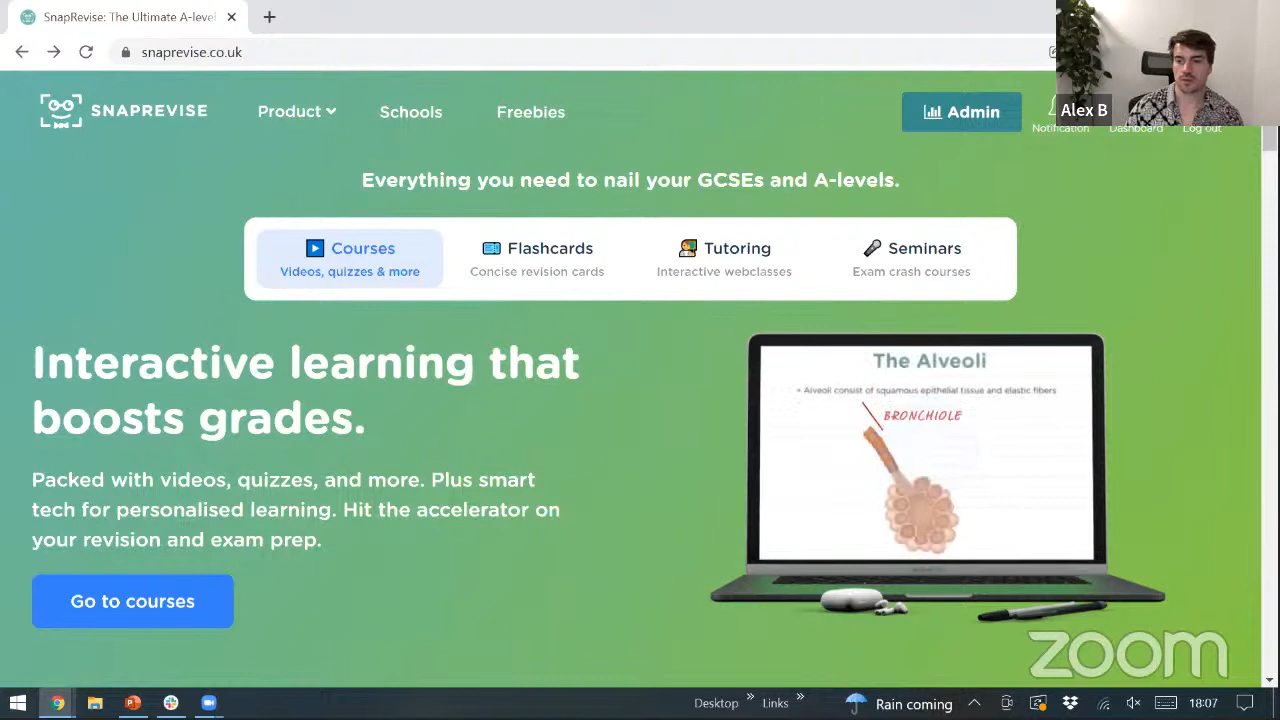 SnapRevise: The Ultimate A-level
snaprevise.co.uk
Alex B
SNAPREVISE
Product
Schools
Freebies
Admin
Notification
Dashboard
Log out
Everything you need to nail your GCSEs and A-levels.
Courses
Videos, quizzes & more
Flashcards
Concise revision cards
Tutoring
Interactive webclasses
Seminars
Exam crash courses
Interactive learning that
boosts grades.
Packed with videos, quizzes, and more. Plus smart
tech for personalised learning. Hit the accelerator on
your revision and exam prep.
Go to courses
The Alveoli
+ Alveoli consist of squamous epithelial tissue and elastic fibers
BRONCHIOLE
zoom
Desktop
Links
Rain coming
18:07